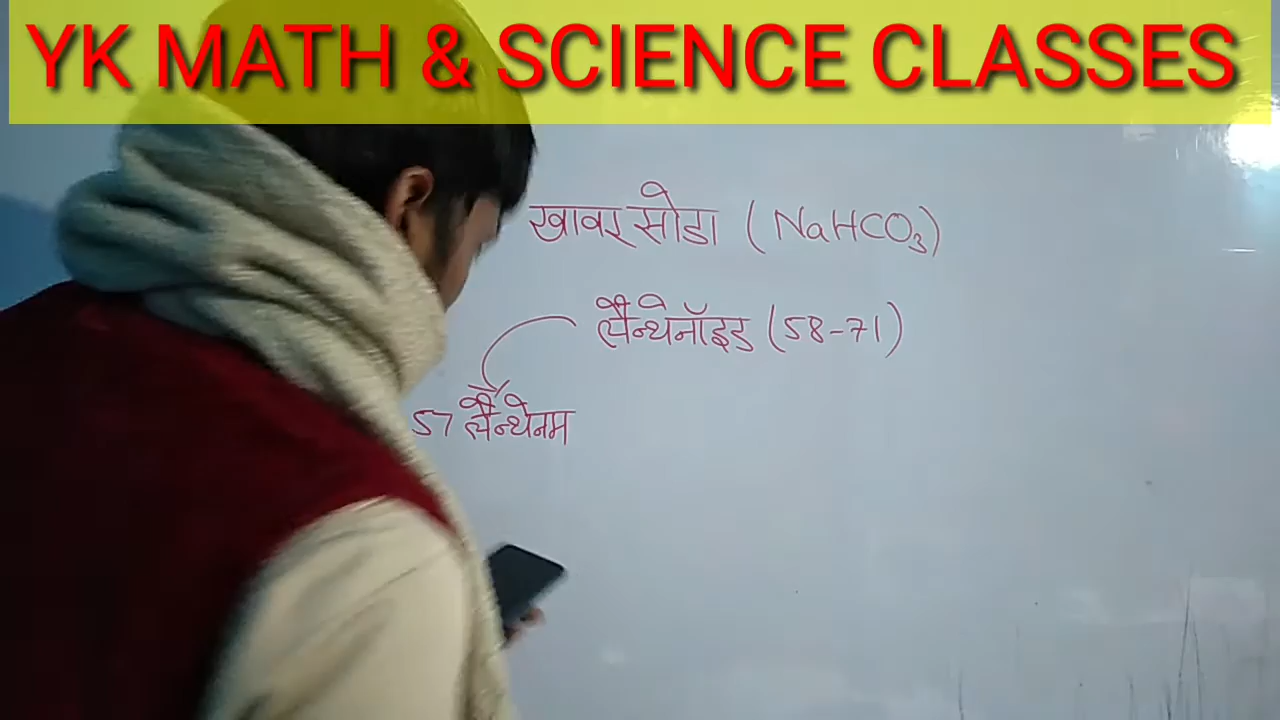 YK MATH & SCIENCE CLASSES
खावर सोडा (NaHCO₃)
लैन्थेनॉइड (58-71)
57 लैन्थेनम